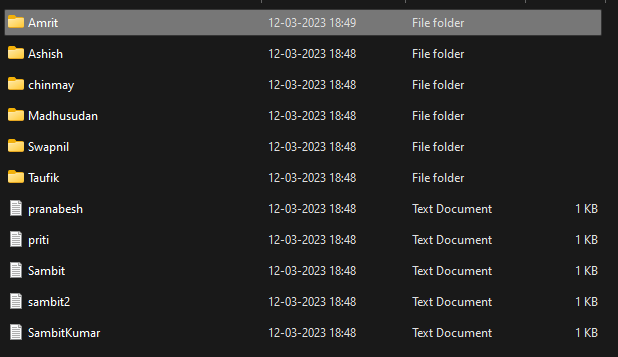 Amrit 12-03-2023 18:49 File folder
Ashish 12-03-2023 18:48 File folder
chinmay 12-03-2023 18:48 File folder
Madhusudan 12-03-2023 18:48 File folder
Swapnil 12-03-2023 18:48 File folder
Taufik 12-03-2023 18:48 File folder
pranabesh 12-03-2023 18:48 Text Document 1 KB
priti 12-03-2023 18:48 Text Document 1 KB
Sambit 12-03-2023 18:48 Text Document 1 KB
sambit2 12-03-2023 18:48 Text Document 1 KB
SambitKumar 12-03-2023 18:48 Text Document 1 KB